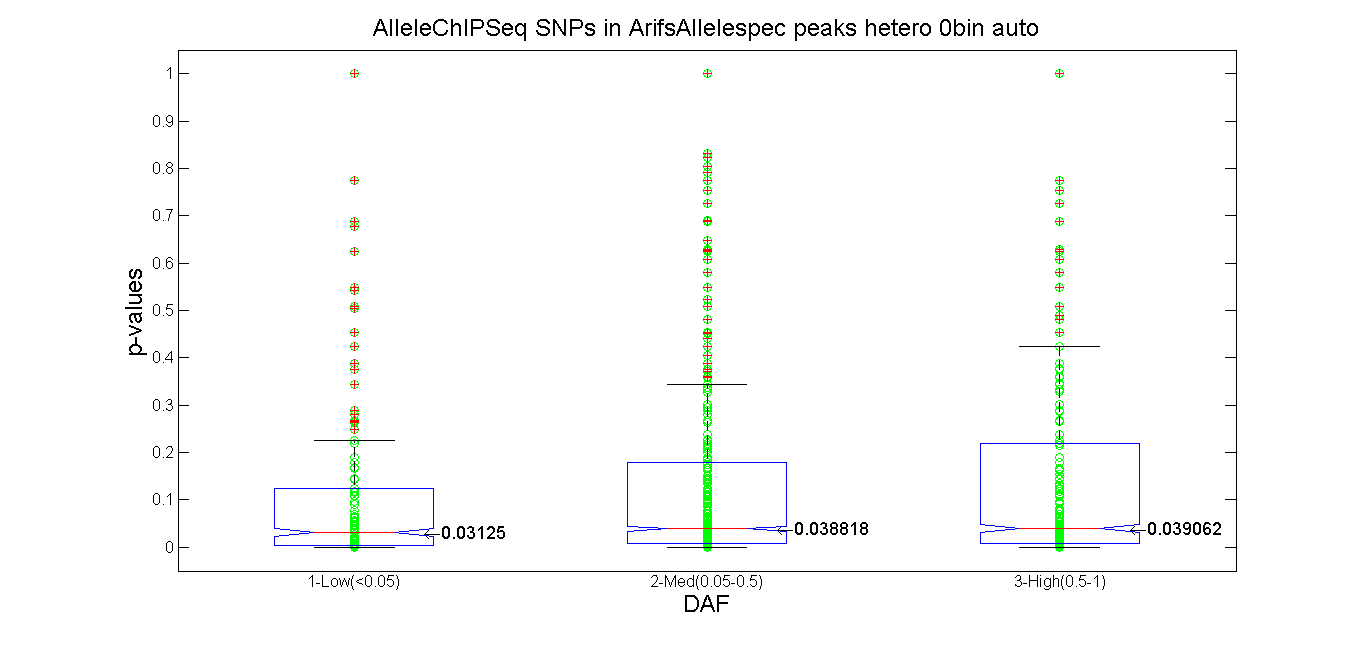 AlleleChIPSeq SNPs in ArifsAllelespec peaks hetero 0bin auto
1
0.9
0.8
0.7
0.6
0.5
0.4
0.3
0.2
0.1
0
p-values
0.03125
0.038818
0.039062
1-Low(<0.05)
2-Med(0.05-0.5)
3-High(0.5-1)
DAF